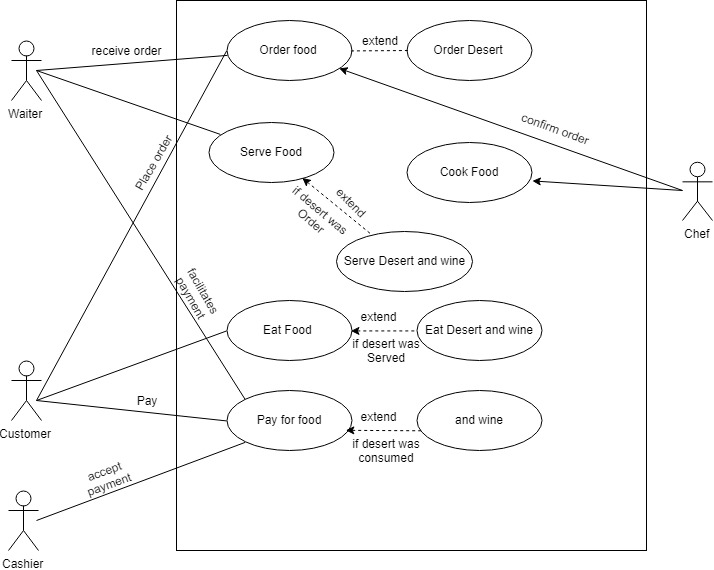 extend
receive order
Order food
Order Desert
Waiter
confirm order
Place order
Serve Food
Cook Food
extend
if desert was
Order
Chef
Serve Desert and wine
facilitates
payment
extend
Eat Food
Eat Desert and wine
if desert was
Served
Pay
extend
Customer
Pay for food
and wine
if desert was
consumed
accept
payment
Cashier